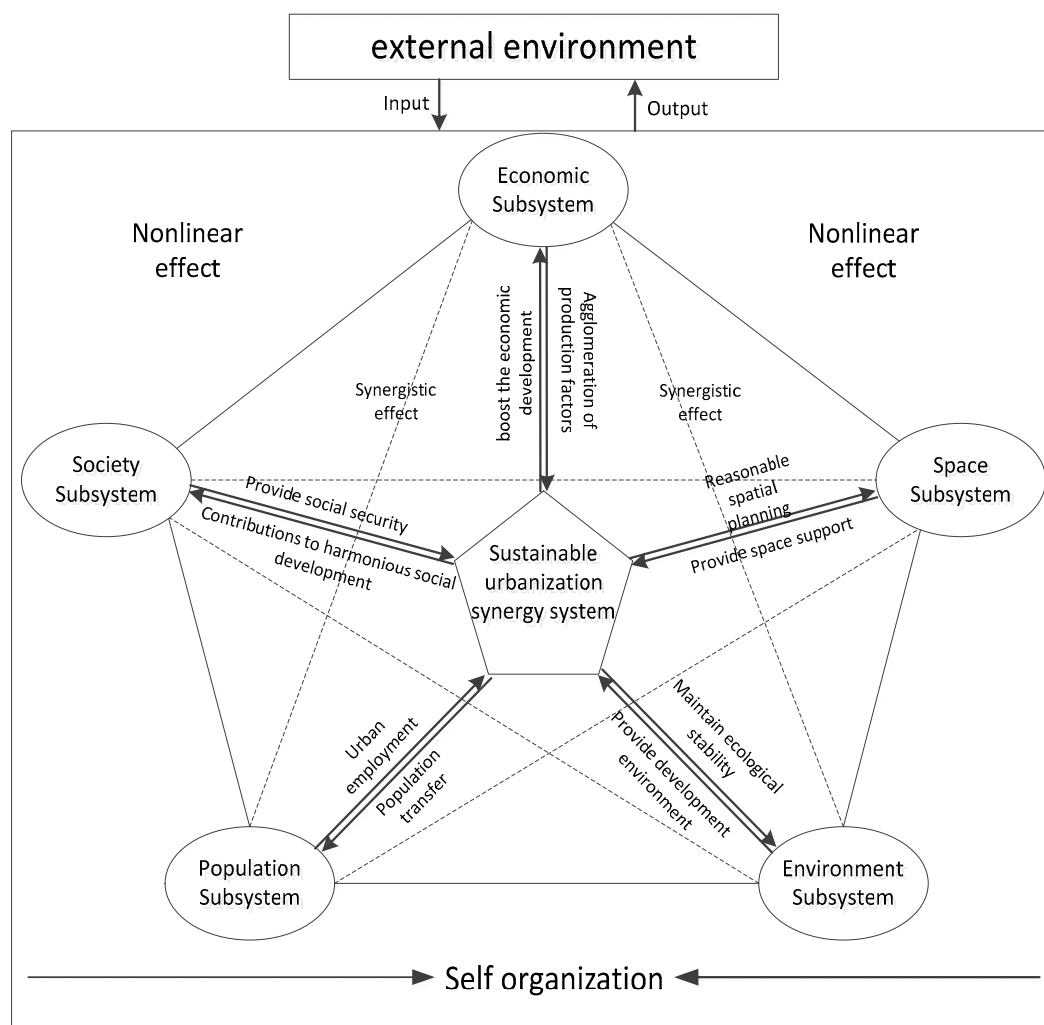 external environment
Input
Output
Economic
Subsystem
Nonlinear
effect
Nonlinear
effect
boost the economic
development
Agglomeration of
production factors
Synergistic
effect
Synergistic
effect
Society
Subsystem
Space
Subsystem
Provide social security
Contributions to harmonious social
development
Reasonable
spatial
planning
Provide space support
Sustainable
urbanization
synergy system
Urban
employment
Population
transfer
Maintain ecological
stability
Provide development
environment
Population
Subsystem
Environment
Subsystem
Self organization